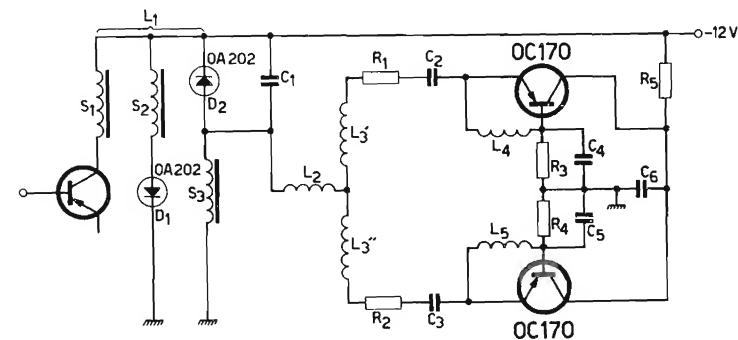 L1
-12V
OC170
OA202
R1
C2
S1
S2
D2
C1
R5
L3'
L4
R3
C4
OA202
C6
L2
S3
D1
R4
C5
L3''
L5
R2
C3
OC170